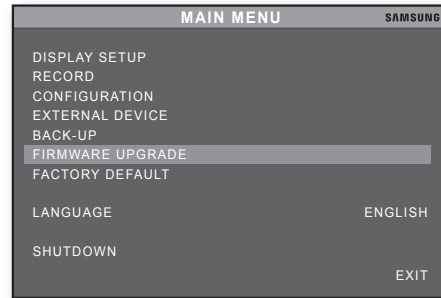 MAIN MENU SAMSUNG
DISPLAY SETUP
RECORD
CONFIGURATION
EXTERNAL DEVICE
BACK-UP
FIRMWARE UPGRADE
FACTORY DEFAULT
LANGUAGE ENGLISH
SHUTDOWN
EXIT